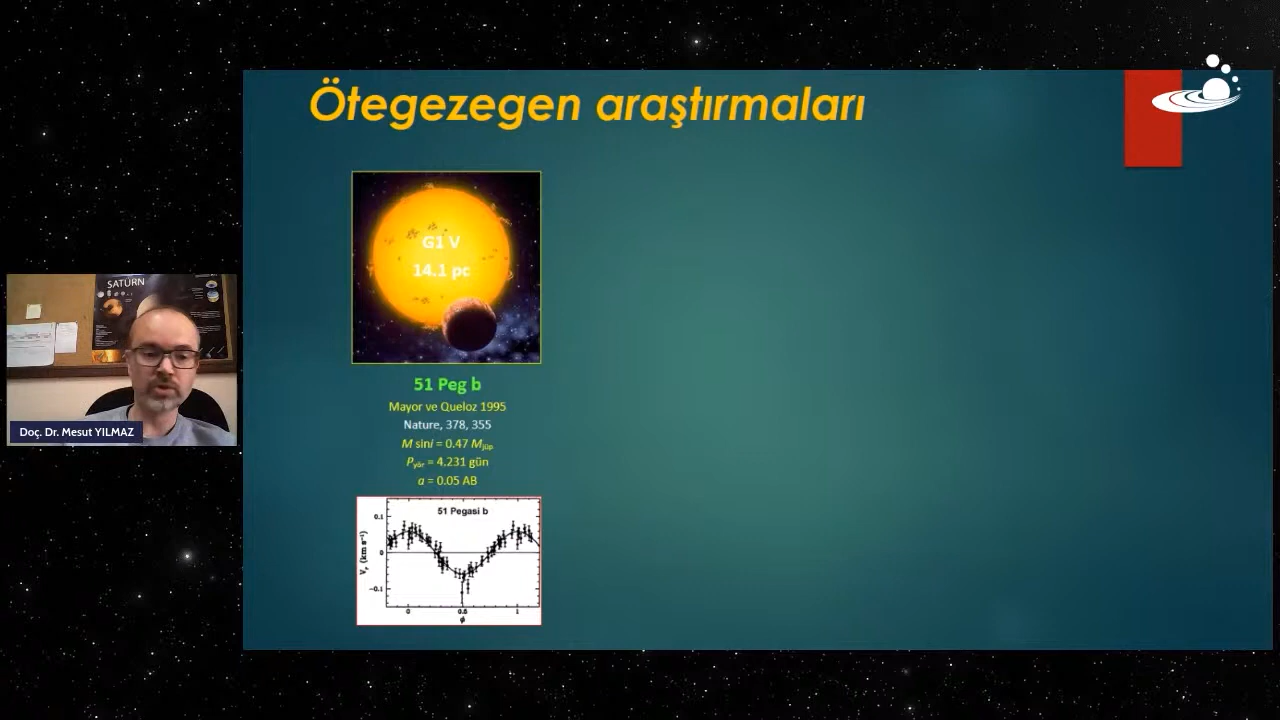 Ötegezegen araştırmaları
G1 V
14.1 pc
SATÜRN
Doç. Dr. Mesut YILMAZ
51 Peg b
Mayor ve Queloz 1995
Nature, 378, 355
M sini = 0.47 Mjüp
Pyör = 4.231 gün
a = 0.05 AB
51 Pegasi b
Vr (km s⁻¹)
0.1
0
-0.1
0 0.5 1
ϕ